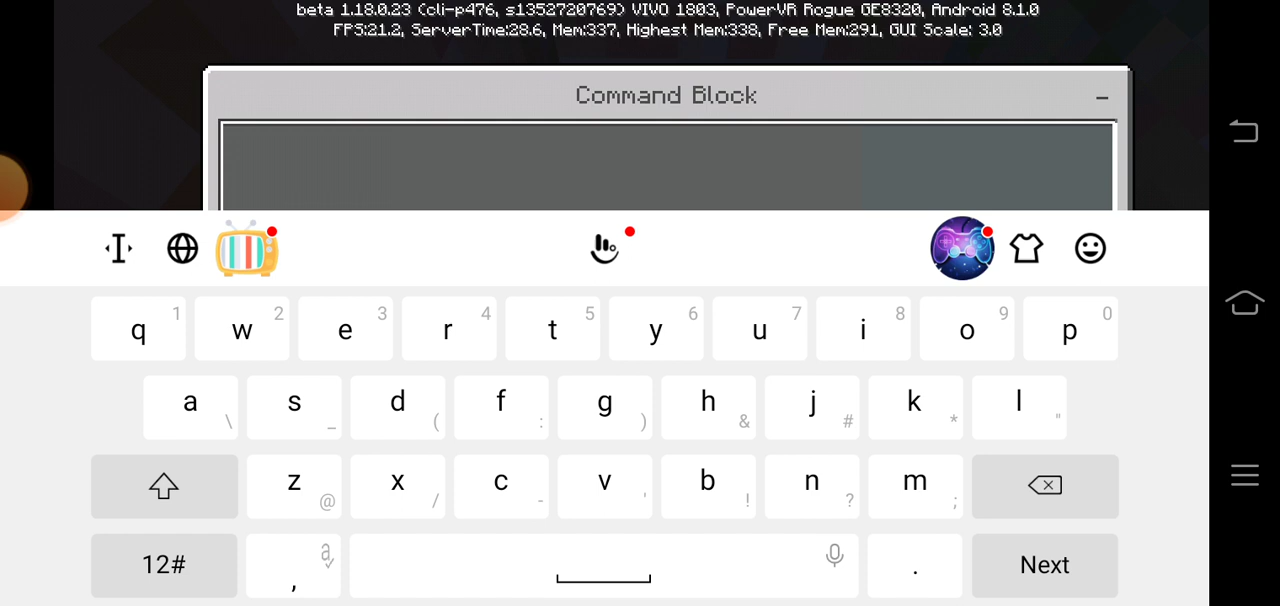 beta 1.18.0.23 (cli-p476, s1352720769) VIVO 1803, PowerVR Rogue GE8320, Android 8.1.0
FPS:21.2, ServerTime:28.6, Mem:337, Highest Mem:338, Free Mem:291, GUI Scale: 3.0
Command Block
q 1 w 2 e 3 r 4 t 5 y 6 u 7 i 8 o 9 p 0
a \ s _ d ( f : g ) h & j # k * l "
z @ x / c - v ' b ! n ? m ;
12# , a . Next